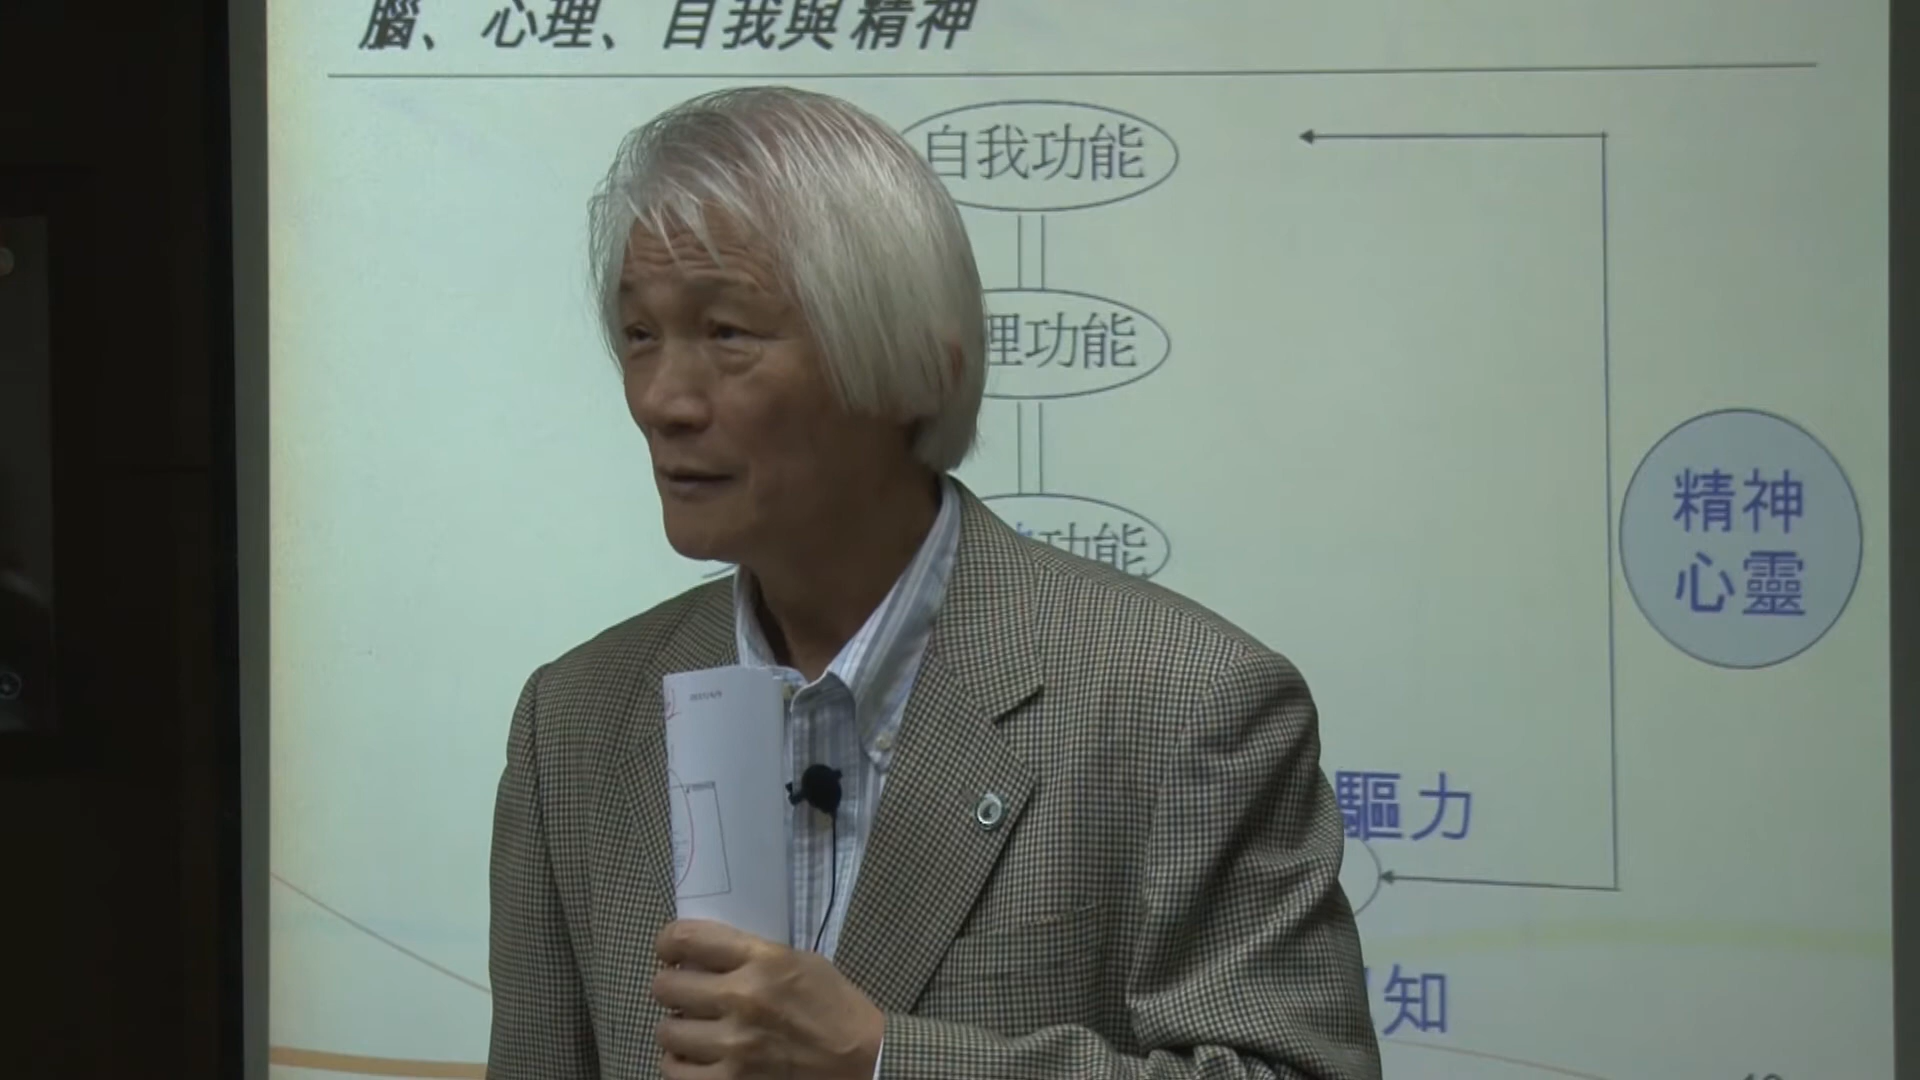 腦、心理、自我與精神
自我功能
理功能
功能
精神
心靈
驅力
知